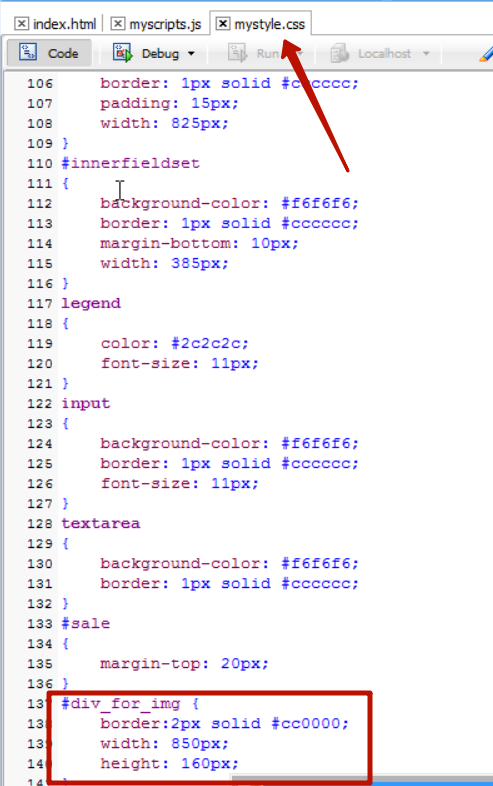 index.html myscripts.js mystyle.css
Code Debug Run Localhost
106 border: 1px solid #cccccc;
107 padding: 15px;
108 width: 825px;
109 }
110 #innerfieldset
111 {
112 background-color: #f6f6f6;
113 border: 1px solid #cccccc;
114 margin-bottom: 10px;
115 width: 385px;
116 }
117 legend
118 {
119 color: #2c2c2c;
120 font-size: 11px;
121 }
122 input
123 {
124 background-color: #f6f6f6;
125 border: 1px solid #cccccc;
126 font-size: 11px;
127 }
128 textarea
129 {
130 background-color: #f6f6f6;
131 border: 1px solid #cccccc;
132 }
133 #sale
134 {
135 margin-top: 20px;
136 }
137 #div_for_img {
138 border:2px solid #cc0000;
139 width: 850px;
140 height: 160px;